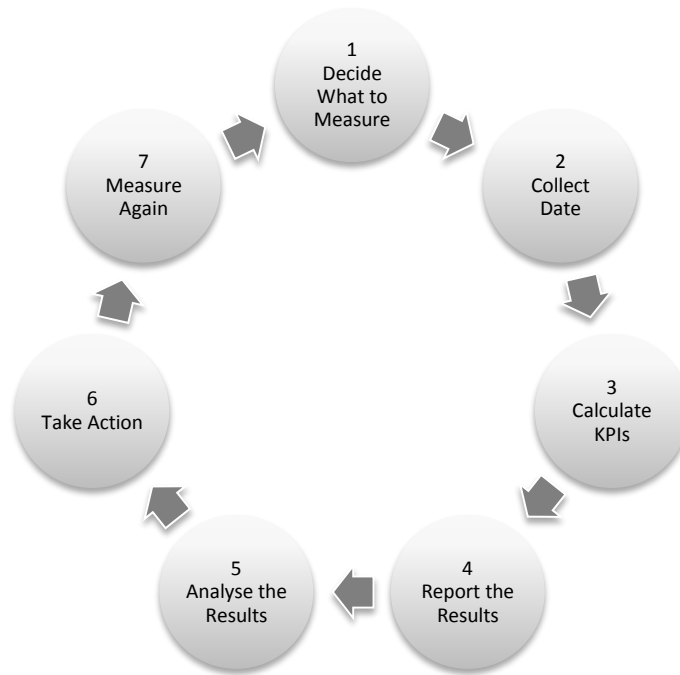 1
Decide
What to
Measure
2
Collect
Date
3
Calculate
KPIs
4
Report the
Results
5
Analyse the
Results
6
Take Action
7
Measure
Again